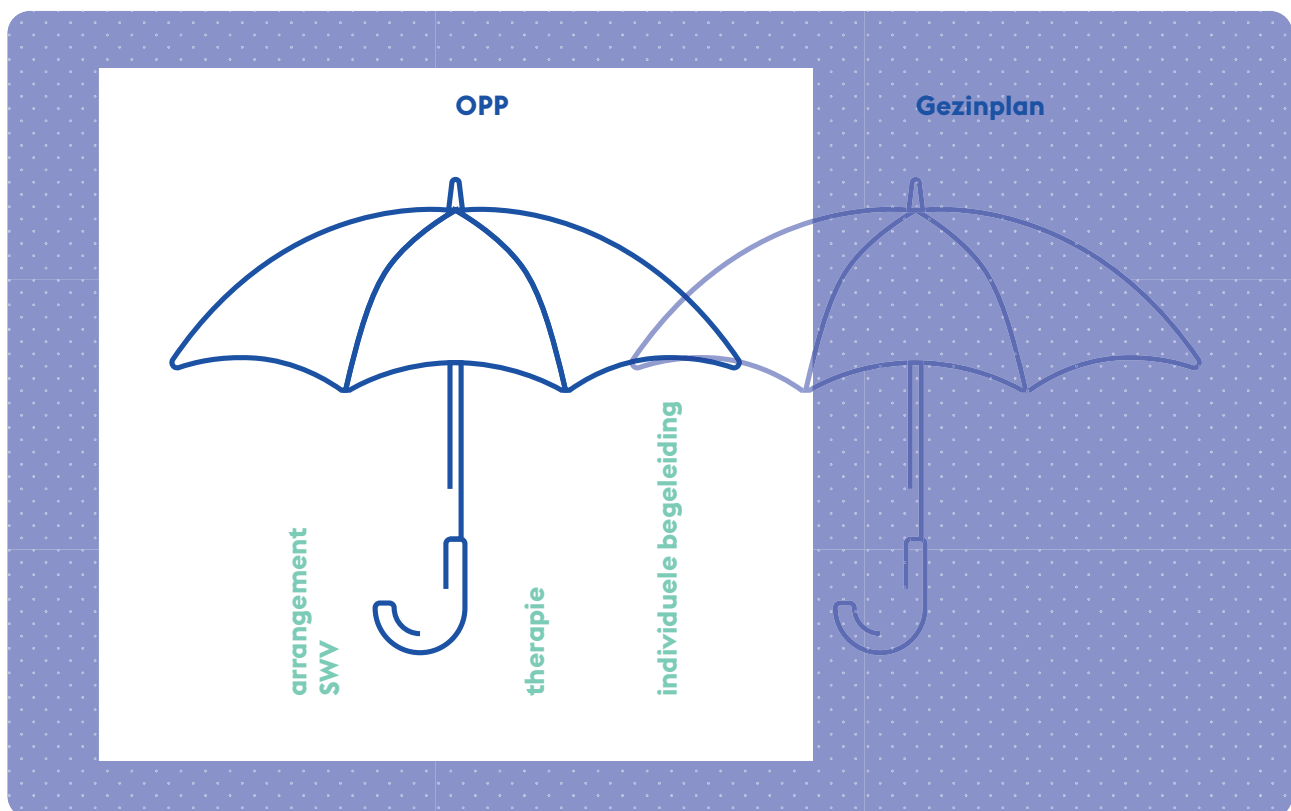 OPP
Gezinplan
arrangement
SWV
therapie
individuele begeleiding